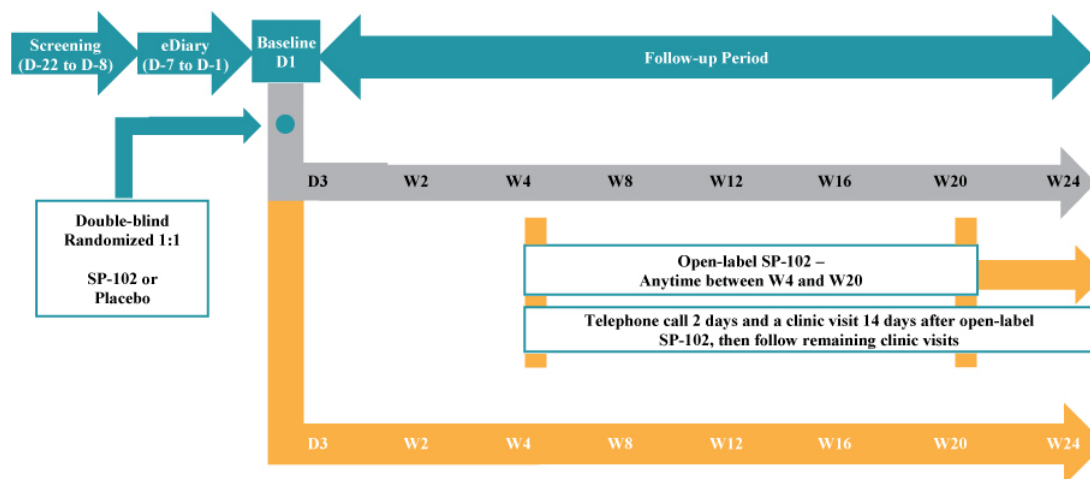 Screening
(D-22 to D-8)
eDiary
(D-7 to D-1)
Baseline
D1
Follow-up Period
D3 W2 W4 W8 W12 W16 W20 W24
Double-blind
Randomized 1:1
SP-102 or
Placebo
Open-label SP-102 –
Anytime between W4 and W20
Telephone call 2 days and a clinic visit 14 days after open-label
SP-102, then follow remaining clinic visits
D3 W2 W4 W8 W12 W16 W20 W24